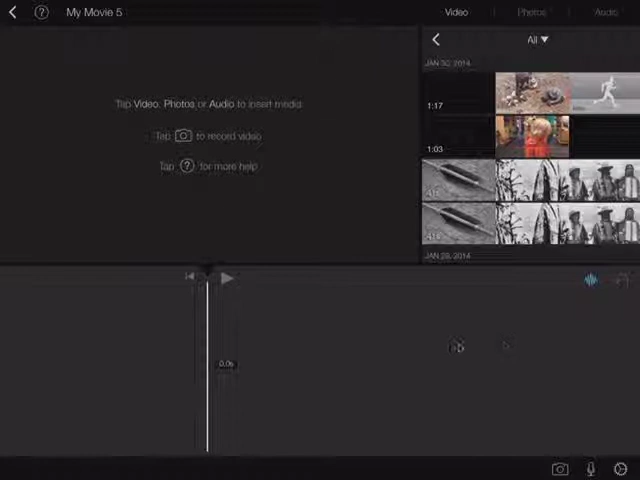 My Movie 5
Video
Photos
Audio
All
JAN 30, 2014
Tap Video, Photos or Audio to insert media
1:17
Tap to record video
1:03
Tap ? for more help
JAN 29, 2014
0.0s